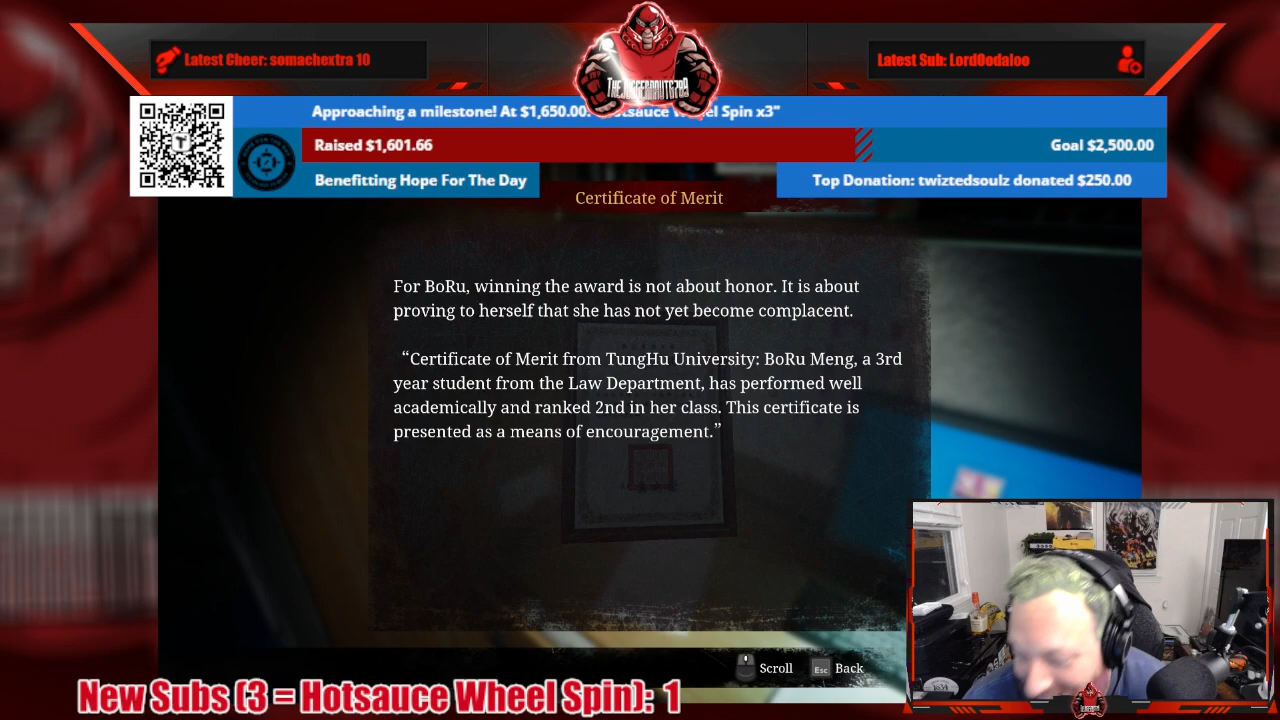 Latest Cheer: somachextra 10
Latest Sub: LordOodaloo
THEJUGGERNAUT6789
Approaching a milestone! At $1,650.00:
el Spin x3"
Raised $1,601.66
Goal $2,500.00
Benefitting Hope For The Day
Top Donation: twiztedsoulz donated $250.00
Certificate of Merit
For BoRu, winning the award is not about honor. It is about
proving to herself that she has not yet become complacent.
“Certificate of Merit from TungHu University: BoRu Meng, a 3rd
year student from the Law Department, has performed well
academically and ranked 2nd in her class. This certificate is
presented as a means of encouragement.”
Scroll
Esc Back
New Subs (3 = Hotsauce Wheel Spin): 1